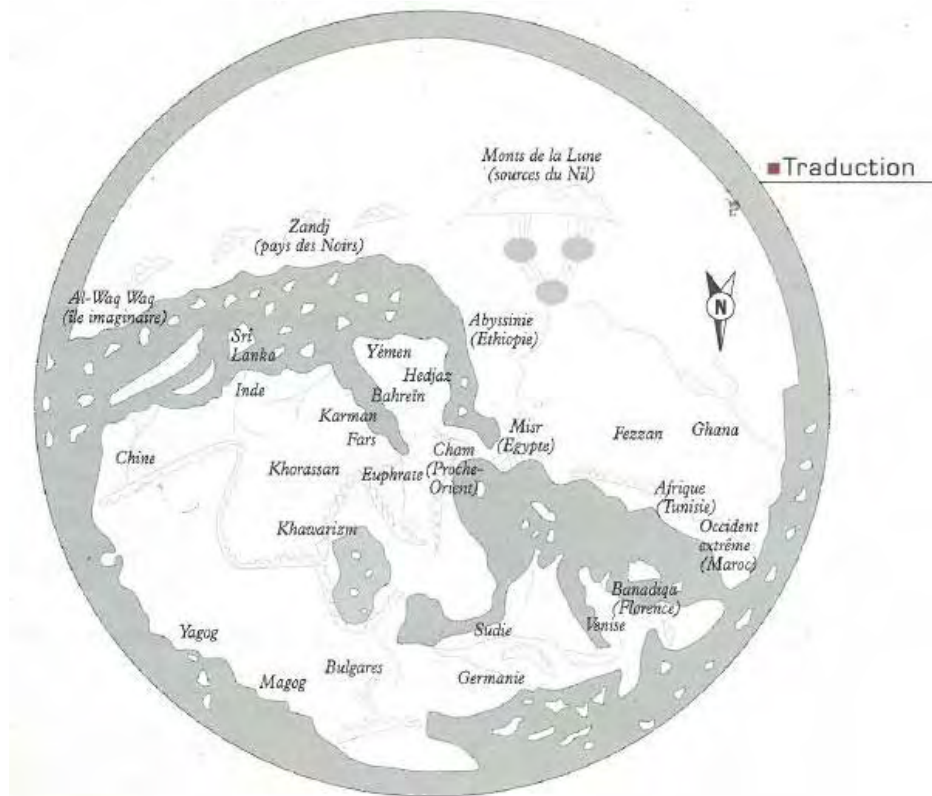 Monts de la Lune
(sources du Nil)
Traduction
Zandj
(pays des Noirs)
Al-Waq Waq
(île imaginaire)
N
Sri
Lanka
Yémen
Abyssinie
(Ethiopie)
Hedjaz
Inde
Bahreïn
Karman
Misr
(Egypte)
Fezzan
Ghana
Fars
Chine
Cham
(Proche-
Orient)
Khorassan
Euphrate
Afrique
(Tunisie)
Khawarizm
Occident
extrême
(Maroc)
Banadiqa
(Florence)
Venise
Yagog
Sudie
Bulgares
Magog
Germanie